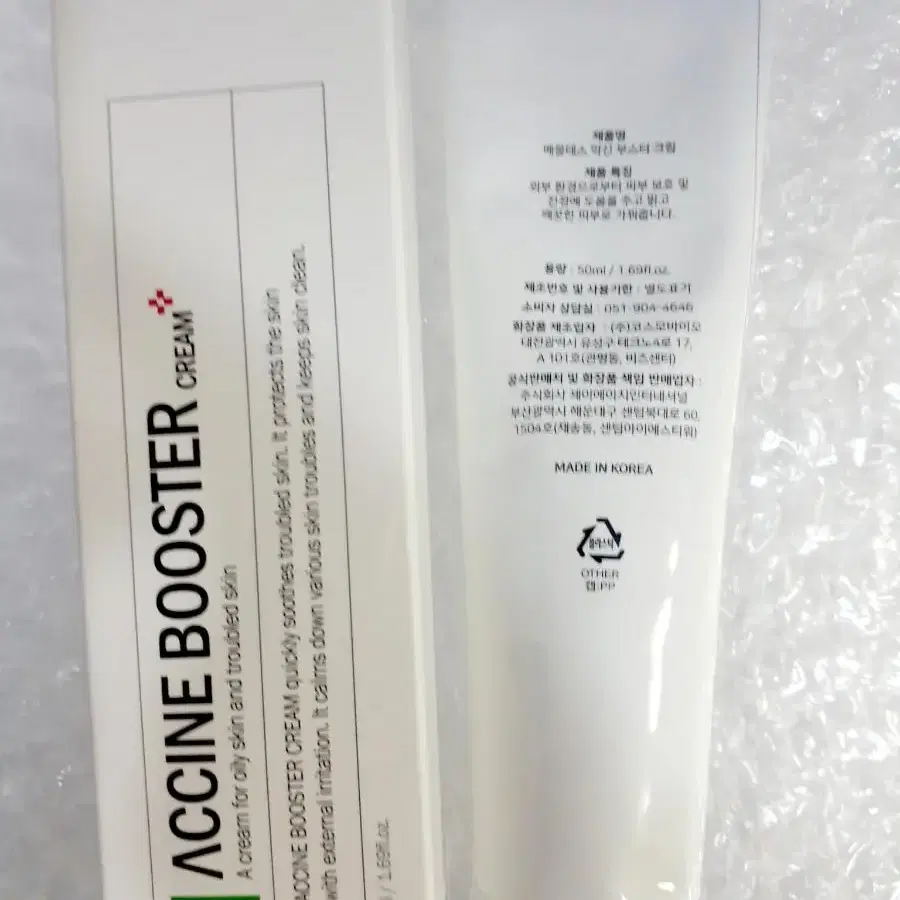 ACCINE BOOSTER CREAM
A cream for oily skin and troubled skin
ACCINE BOOSTER CREAM quickly soothes troubled skin. It protects the skin
with external irritation. It calms down various skin troubles and keeps skin clean.
/ 1.69fl.oz.
제품명
악신 부스터 크림
제품 특징
외부 환경으로부터 피부 보호 및
진정에 도움을 주고 맑고
깨끗한 피부로 가꿔줍니다.
용량 : 50ml / 1.69fl.oz.
제조번호 및 사용기한 : 별도표기
소비자 상담실 : 051-904-4646
화장품 제조업자 : (주)코스모바이오
대전광역시 유성구 테크노4로 17,
A 101호(관평동, 비즈센터)
공식판매처 및 화장품 책임 판매업자 :
주식회사 제이에이치인터내셔널
부산광역시 해운대구 센텀북대로 60,
1504호(재송동, 센텀아이에스타워)
MADE IN KOREA
플라스틱
OTHER
캡:PP